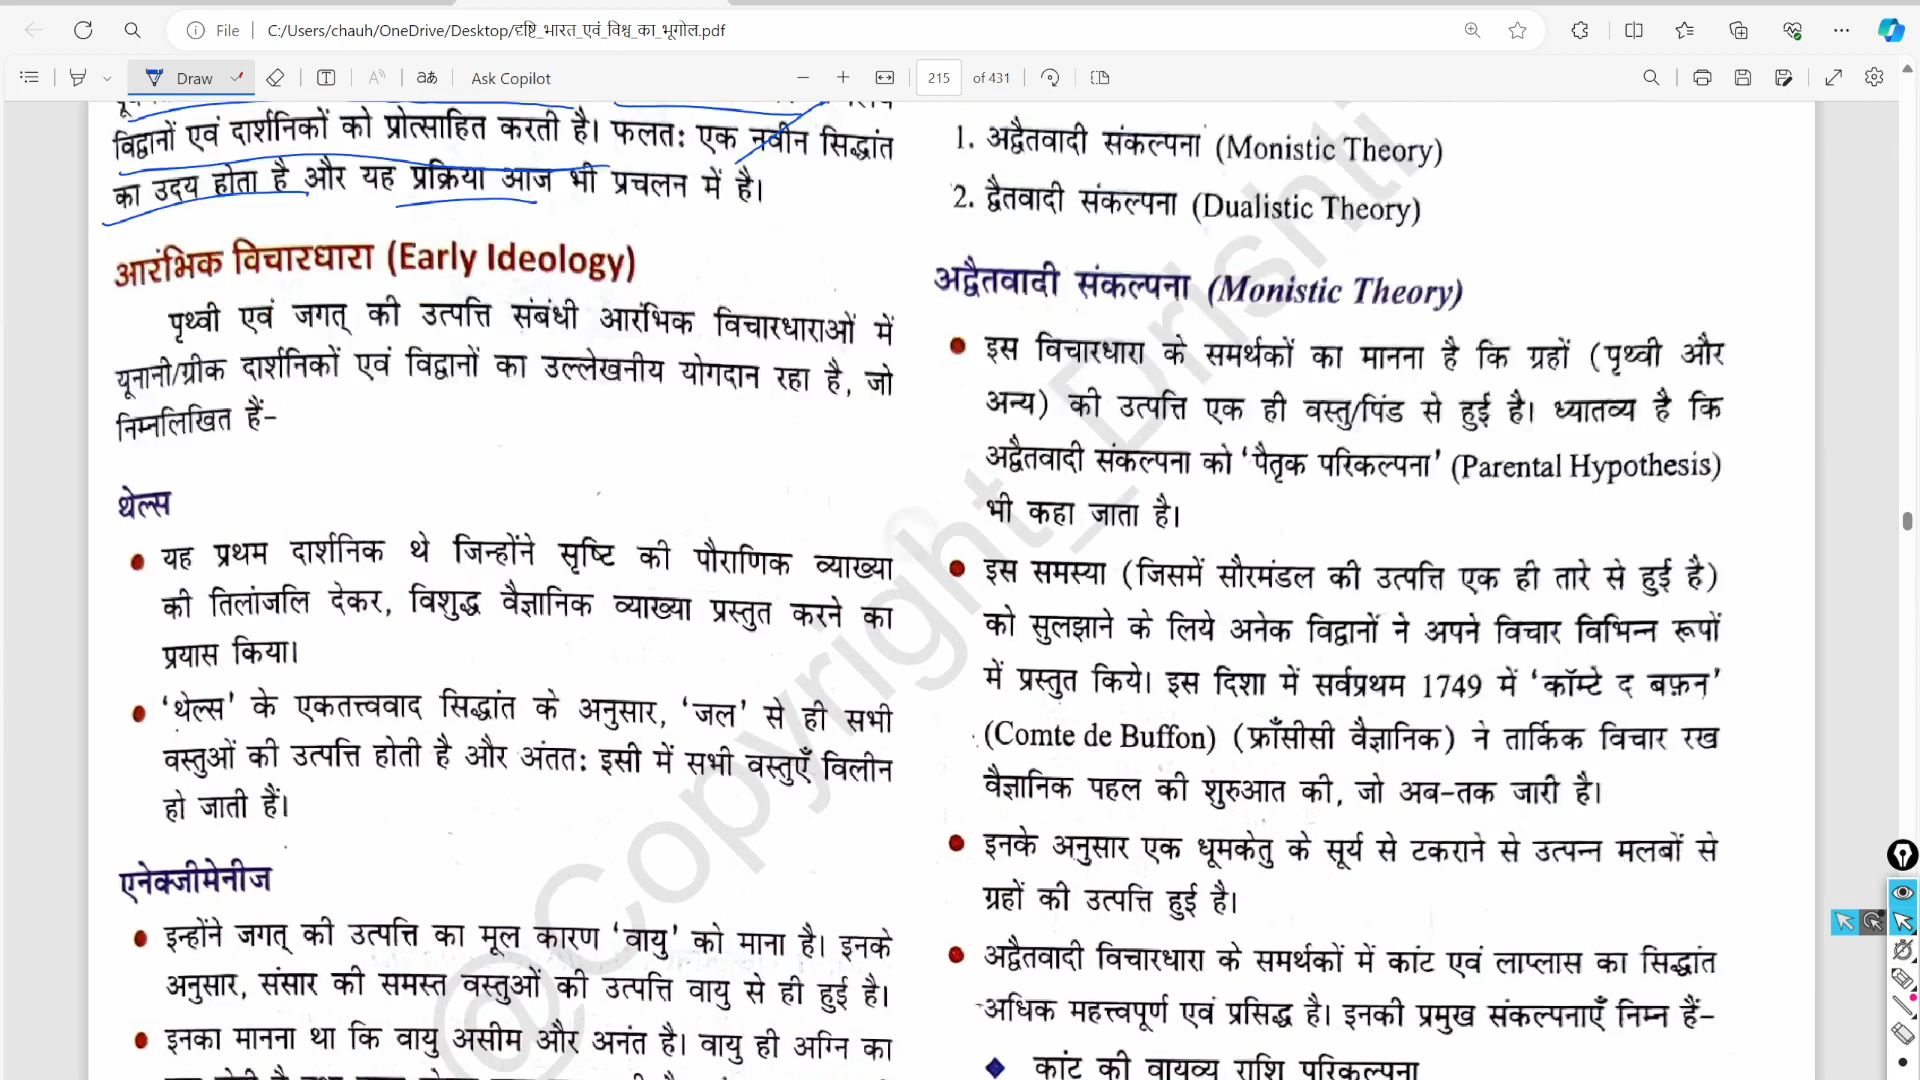 File
C:/Users/chauh/OneDrive/Desktop/दृष्टि_भारत_एवं_विश्व_का_भूगोल.pdf
Draw
Ask Copilot
215 of 431
विद्वानों एवं दार्शनिकों को प्रोत्साहित करती है। फलतः एक नवीन सिद्धांत
का उदय होता है और यह प्रक्रिया आज भी प्रचलन में है।
आरंभिक विचारधारा (Early Ideology)
पृथ्वी एवं जगत् की उत्पत्ति संबंधी आरंभिक विचारधाराओं में
यूनानी/ग्रीक दार्शनिकों एवं विद्वानों का उल्लेखनीय योगदान रहा है, जो
निम्नलिखित हैं-
थेल्स
यह प्रथम दार्शनिक थे जिन्होंने सृष्टि की पौराणिक व्याख्या
की तिलांजलि देकर, विशुद्ध वैज्ञानिक व्याख्या प्रस्तुत करने का
प्रयास किया।
'थेल्स' के एकतत्त्ववाद सिद्धांत के अनुसार, 'जल' से ही सभी
वस्तुओं की उत्पत्ति होती है और अंततः इसी में सभी वस्तुएँ विलीन
हो जाती हैं।
एनेक्जीमेनीज
इन्होंने जगत् की उत्पत्ति का मूल कारण 'वायु' को माना है। इनके
अनुसार, संसार की समस्त वस्तुओं की उत्पत्ति वायु से ही हुई है।
इनका मानना था कि वायु असीम और अनंत है। वायु ही अग्नि का
1. अद्वैतवादी संकल्पना (Monistic Theory)
2. द्वैतवादी संकल्पना (Dualistic Theory)
अद्वैतवादी संकल्पना (Monistic Theory)
इस विचारधारा के समर्थकों का मानना है कि ग्रहों (पृथ्वी और
अन्य) की उत्पत्ति एक ही वस्तु/पिंड से हुई है। ध्यातव्य है कि
अद्वैतवादी संकल्पना को 'पैतृक परिकल्पना' (Parental Hypothesis)
भी कहा जाता है।
इस समस्या (जिसमें सौरमंडल की उत्पत्ति एक ही तारे से हुई है)
को सुलझाने के लिये अनेक विद्वानों ने अपने विचार विभिन्न रूपों
में प्रस्तुत किये। इस दिशा में सर्वप्रथम 1749 में 'कॉम्टे द बफ़न'
(Comte de Buffon) (फ्राँसीसी वैज्ञानिक) ने तार्किक विचार रख
वैज्ञानिक पहल की शुरुआत की, जो अब-तक जारी है।
इनके अनुसार एक धूमकेतु के सूर्य से टकराने से उत्पन्न मलबों से
ग्रहों की उत्पत्ति हुई है।
अद्वैतवादी विचारधारा के समर्थकों में कांट एवं लाप्लास का सिद्धांत
अधिक महत्त्वपूर्ण एवं प्रसिद्ध है। इनकी प्रमुख संकल्पनाएँ निम्न हैं-
कांट की वायव्य राशि परिकल्पना
@Copyright_Drishti